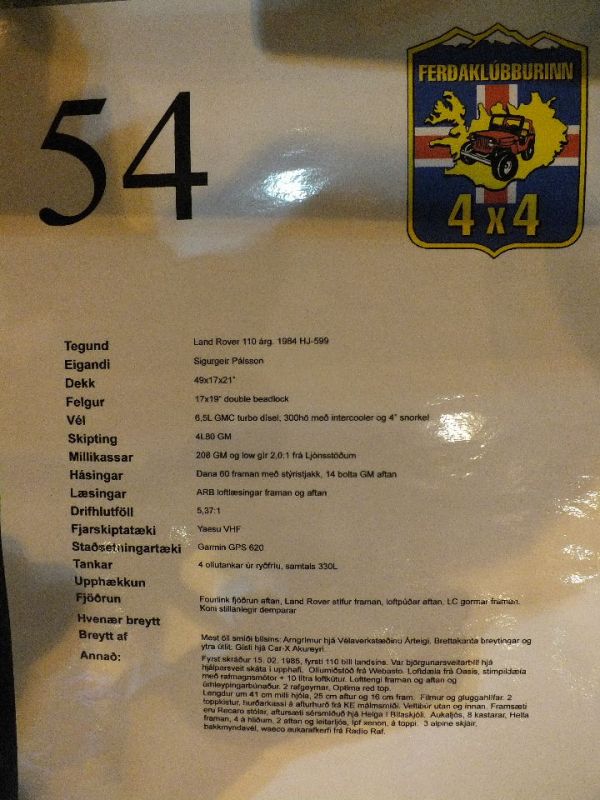 54
FERÐAKLÚBBURINN
4 x 4
Tegund Land Rover 110 árg. 1984 HJ-599
Eigandi Sigurgeir Pálsson
Dekk 49x17x21"
Felgur 17x19" double beadlock
Vél 6,5L GMC turbo dísel, 300hö með intercooler og 4" snorkel
Skipting 4L80 GM
Millikassar 208 GM og low gír 2,0:1 frá Ljónsstöðum
Hásingar Dana 60 framan með stýristjakk, 14 bolta GM aftan
Læsingar ARB loftlæsingar framan og aftan
Drifhlutföll 5,37:1
Fjarskiptatæki Yaesu VHF
Staðsetningartæki Garmin GPS 620
Tankar 4 olíutankar úr ryðfríu, samtals 330L
Upphækkun
Fjöðrun Fourlink fjöðrun aftan, Land Rover stífur framan, loftpúðar aftan, LC gormar framan.
Koni stillanlegir demparar
Hvenær breytt
Breytt af Mest öll smíði bílsins: Arngrímur hjá Vélaverkstæðinu Árteigi. Brettakanta breytingar og
ytra útlit. Gísli hjá Car-X Akureyri.
Annað: Fyrst skráður 15. 02. 1985, fyrsti 110 bíll landsins. Var björgunarsveitarbíll hjá
hjálparsveit skáta í upphafi. Olíumiðstöð frá Webasto. Loftdæla frá Oasis, stimpildæla
með rafmagnsmótor + 10 lítra loftkútur. Lofttengi framan og aftan og
úrhleypingarbúnaður. 2 rafgeymar, Optima red top.
Lengdur um 41 cm milli hjóla, 25 cm aftur og 16 cm fram. Filmur og gluggahlífar. 2
toppkistur, hurðarkassi á afturhurð frá KE málmsmíði. Veltibúr utan og innan. Framsæti
eru Recaro stólar, aftursæti sérsmíðuð hjá Helga í Bílaskjóli. Aukaljós, 8 kastarar, Hella
framan, 4 á hliðum, 2 aftan og leitarljós, Ipf xenon, á toppi. 3 alpine skjáir,
bakkmyndavél, waeco aukarafkerfi frá Radio Raf.